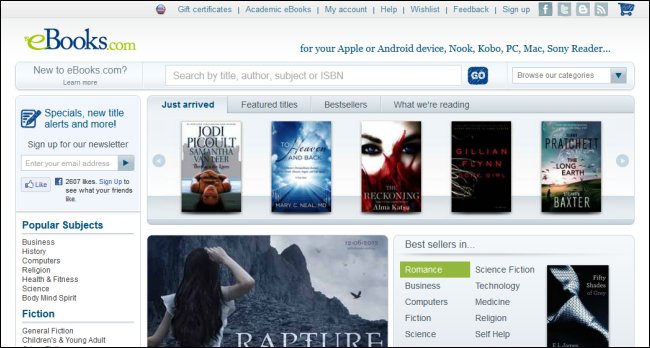 Gift certificates | Academic eBooks | My account | Help | Wishlist | Feedback | Sign up
eBooks.com
for your Apple or Android device, Nook, Kobo, PC, Mac, Sony Reader...
New to eBooks.com?
Learn more
Search by title, author, subject or ISBN
GO
Browse our categories
Specials, new title
alerts and more!
Sign up for our newsletter
Enter your email address
Like
2607 likes. Sign Up to
see what your friends
like.
Popular Subjects
Business
History
Computers
Religion
Health & Fitness
Science
Body Mind Spirit
Fiction
General Fiction
Children's & Young Adult
Just arrived
Featured titles
Bestsellers
What we're reading
JODI
PICOULT
SAMANTHA
VAN LEER
TO
Heaven
AND BACK
MARY C. NEAL, MD
THE
RECKONING
Alma Katsu
GILLIAN
FLYNN
GONE GIRL
TERRY
PRATCHETT
THE
LONG
EARTH
STEPHEN
BAXTER
12•06•2012
RAPTURE
Best sellers in...
Romance
Business
Computers
Fiction
Science
Science Fiction
Technology
Medicine
Religion
Self Help
Fifty
Shades
of Grey
E L James